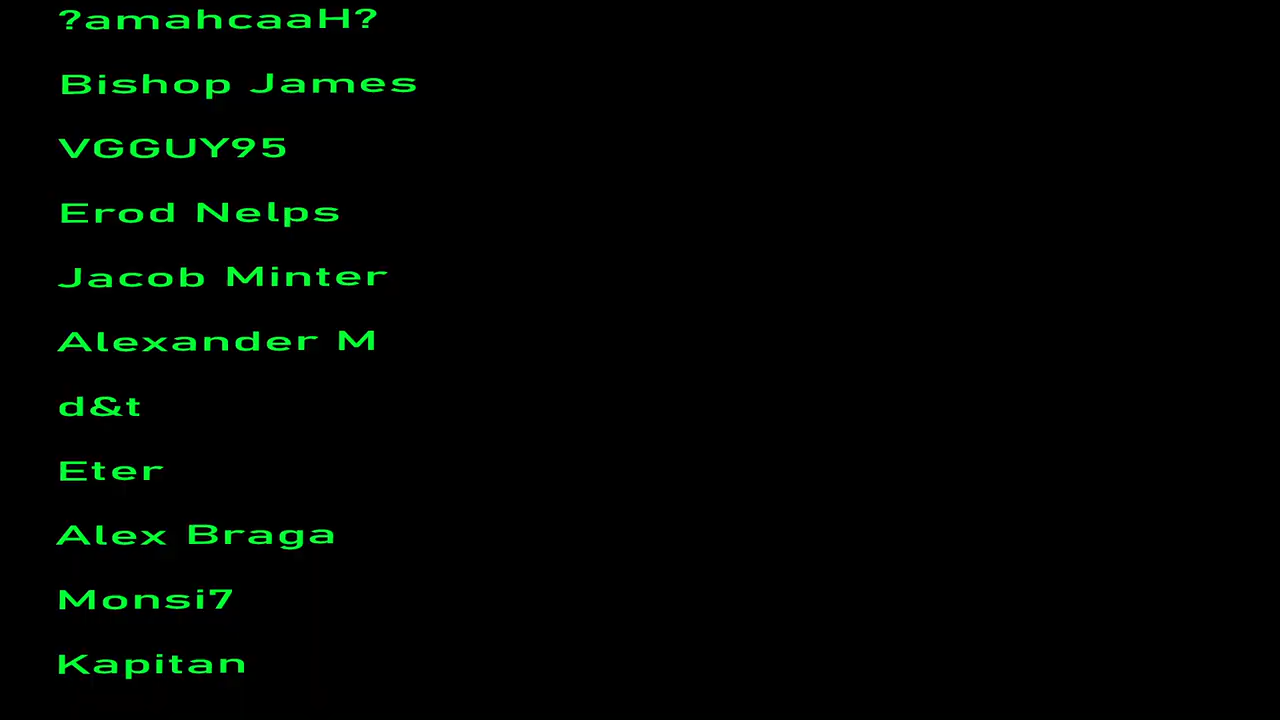 ?amahcaaH?
Bishop James
VGGUY95
Erod Nelps
Jacob Minter
Alexander M
d&t
Eter
Alex Braga
Monsi7
Kapitan